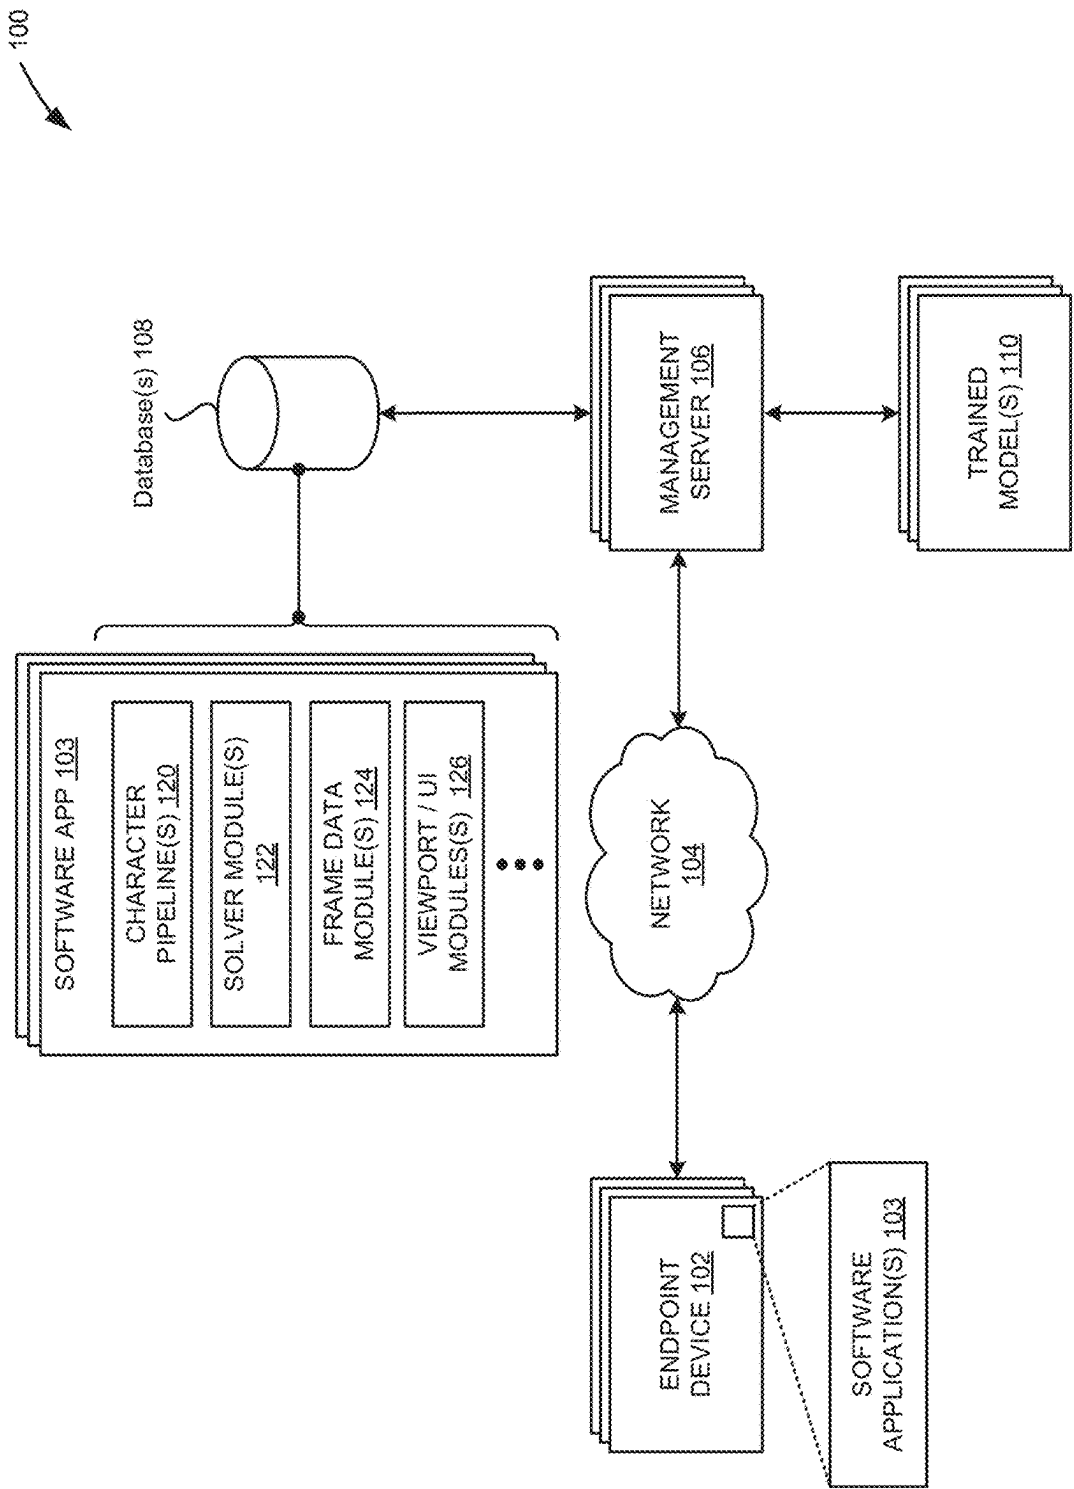 100
SOFTWARE APP 103
CHARACTER
PIPELINE(S) 120
SOLVER MODULE(S)
122
FRAME DATA
MODULE(S) 124
VIEWPORT / UI
MODULES(S) 126
Database(s) 108
ENDPOINT
DEVICE 102
NETWORK
104
MANAGEMENT
SERVER 106
SOFTWARE
APPLICATION(S) 103
TRAINED
MODEL(S) 110